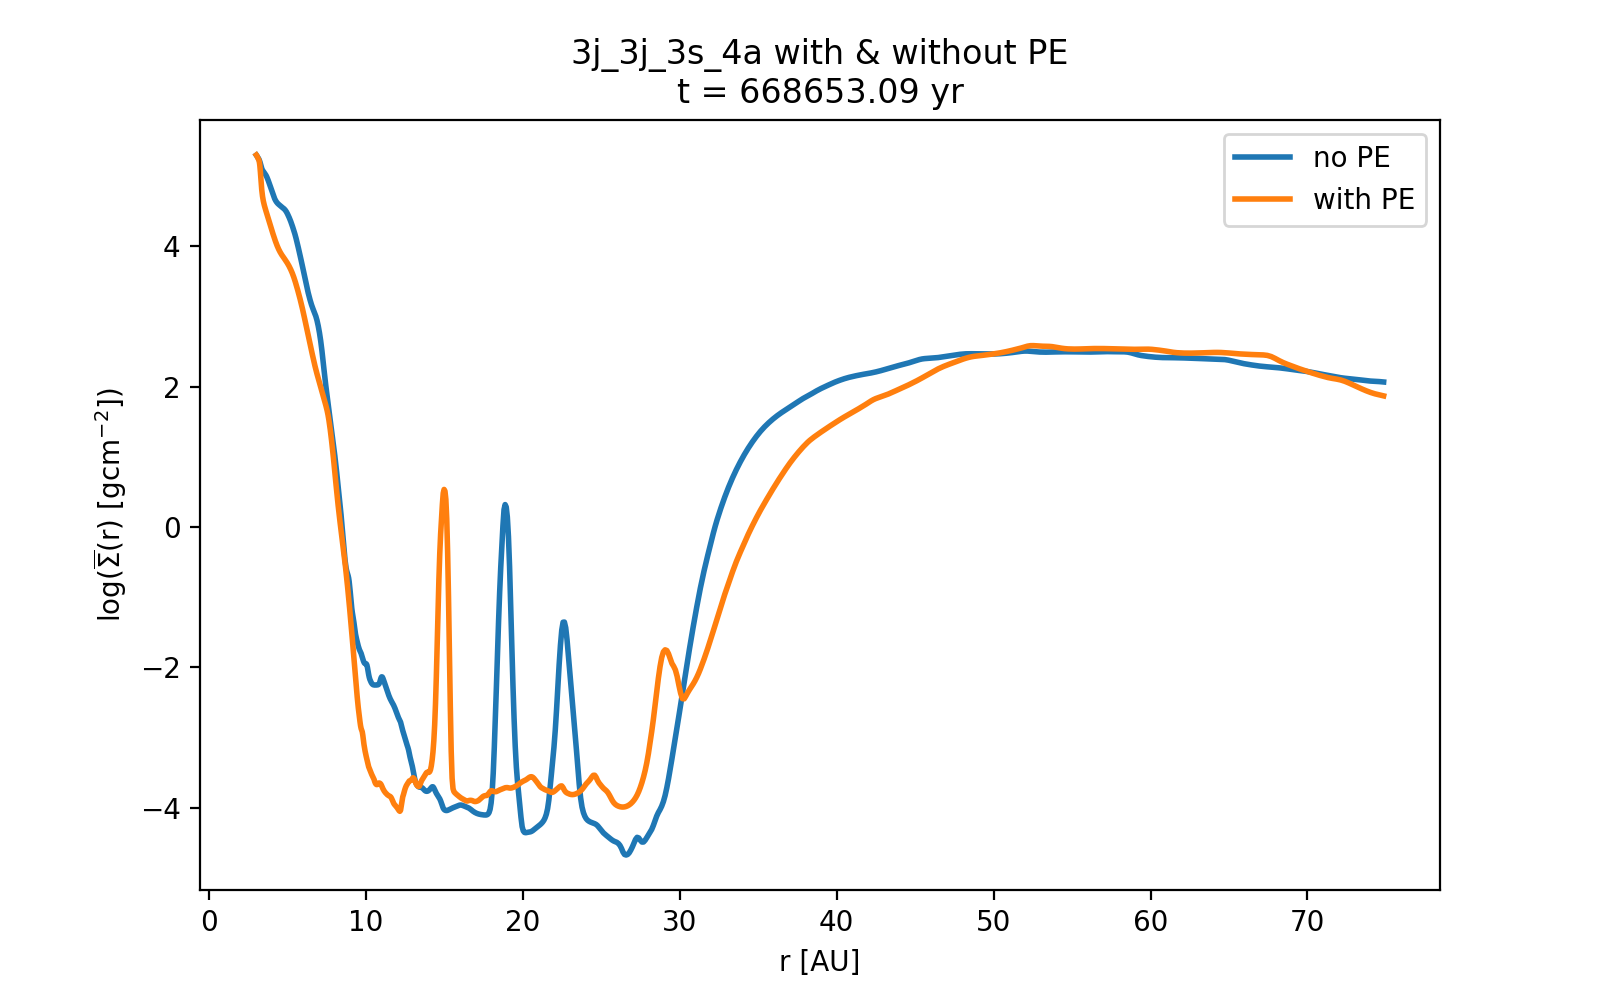 3j_3j_3s_4a with & without PE
t = 668653.09 yr
no PE
with PE
4
2
0
−2
−4
log(Σ̅(r) [gcm⁻²])
0 10 20 30 40 50 60 70
r [AU]